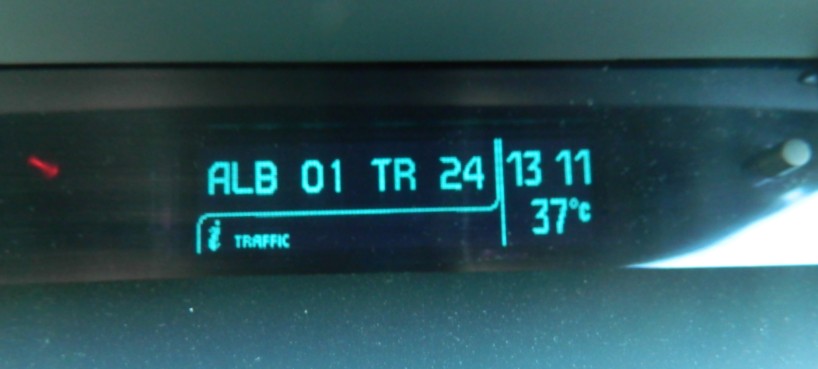 ALB 01 TR 24 13 11
37°C
i TRAFFIC